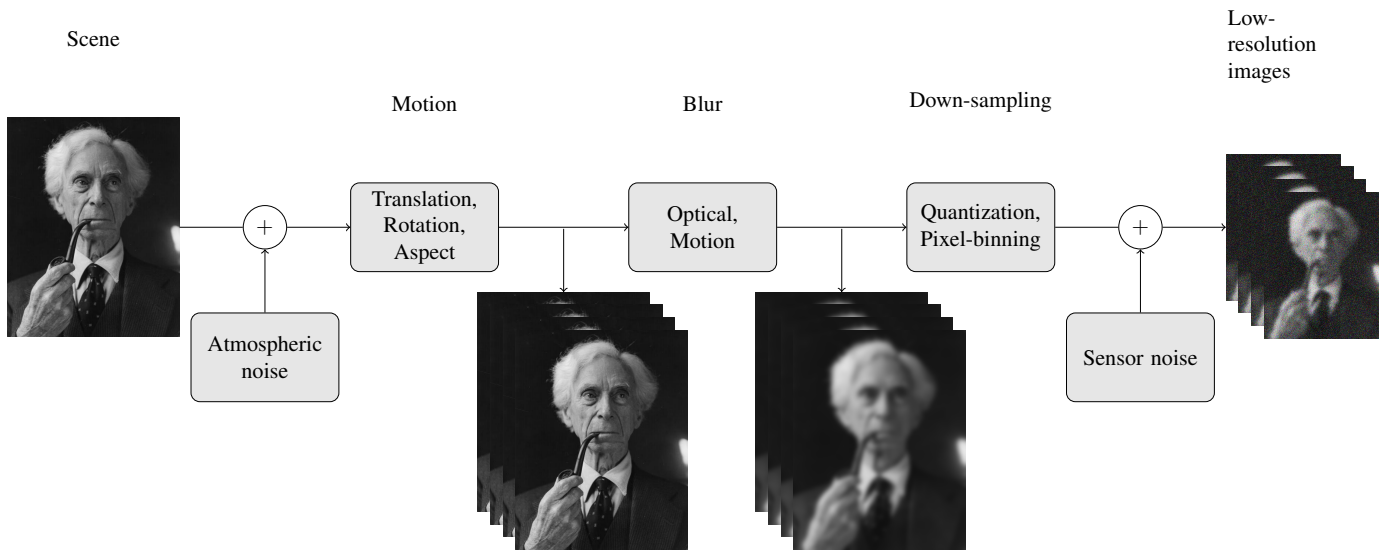 Scene
Motion
Blur
Down-sampling
Low-
resolution
images
+
Translation,
Rotation,
Aspect
Optical,
Motion
Quantization,
Pixel-binning
+
Atmospheric
noise
Sensor noise